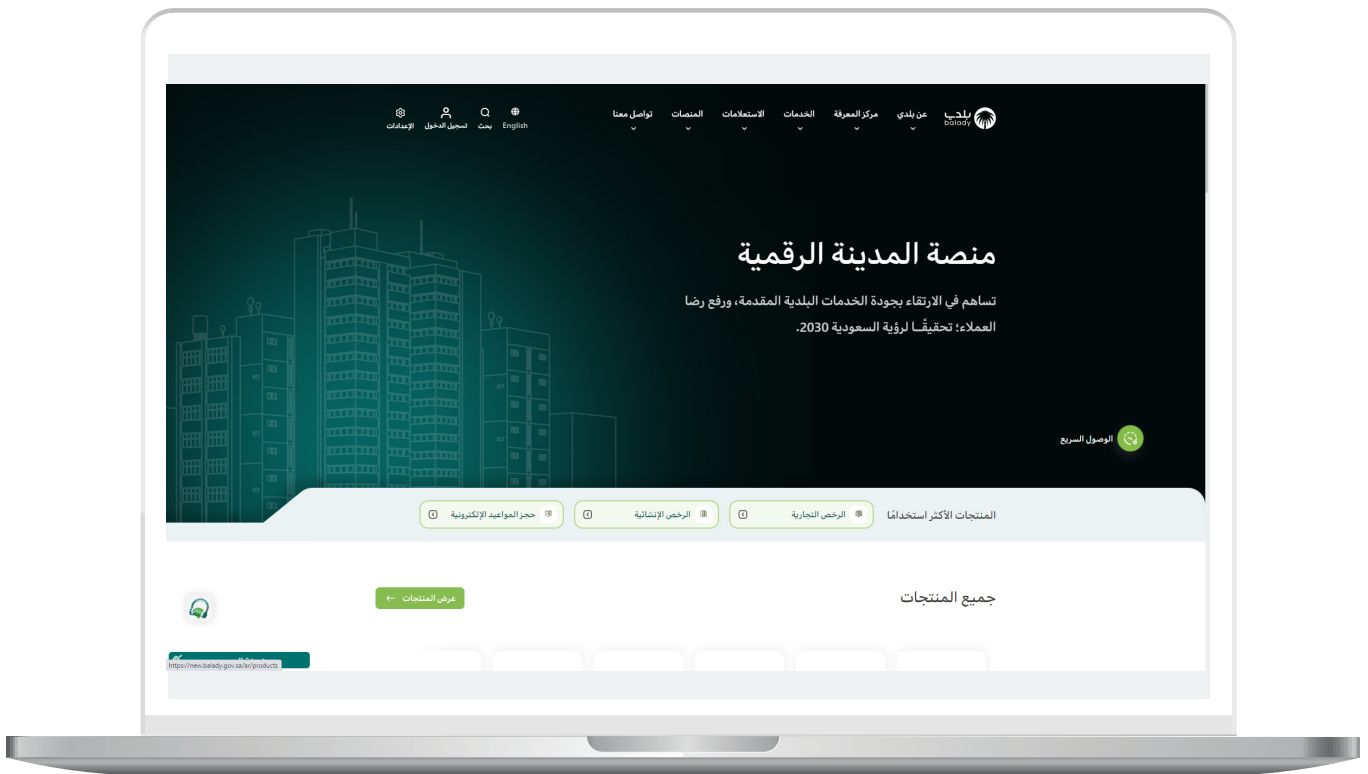 بلدي
balady
عن بلدي
مركز المعرفة
الخدمات
الاستعلامات
المنصات
تواصل معنا
English
بحث
تسجيل الدخول
الإعدادات
منصة المدينة الرقمية
تساهم في الارتقاء بجودة الخدمات البلدية المقدمة، ورفع رضا
العملاء؛ تحقيقًـا لرؤية السعودية 2030.
الوصول السريع
المنتجات الأكثر استخدامًا
الرخص التجارية
الرخص الإنشائية
حجز المواعيد الإلكترونية
جميع المنتجات
عرض المنتجات
https://new.balady.gov.sa/ar/products